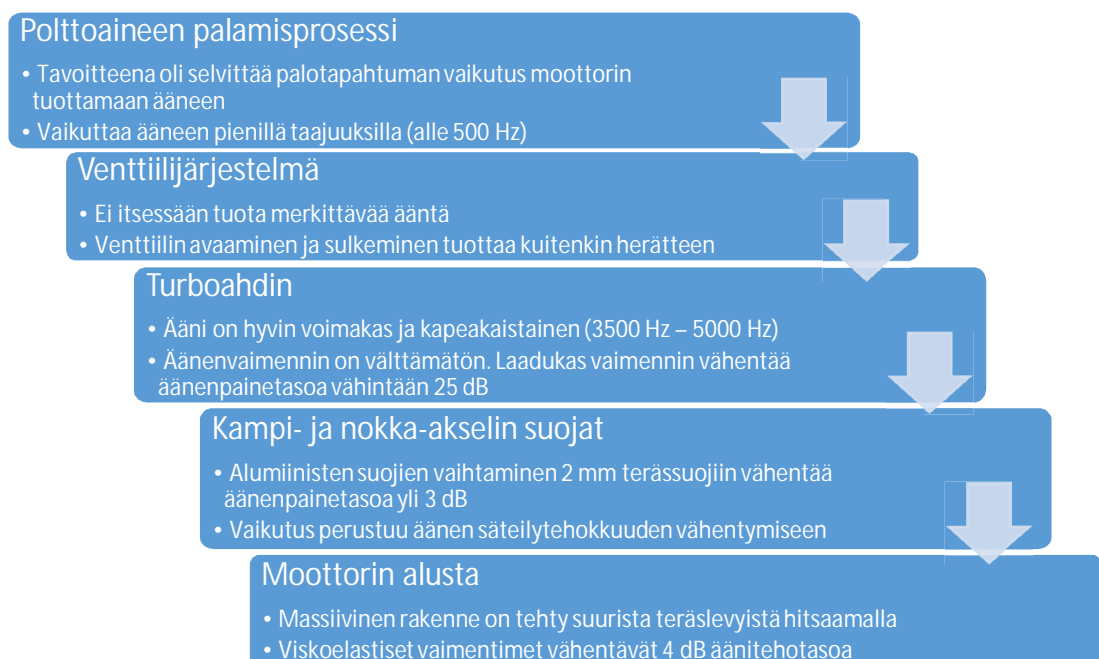 Polttoaineen palamisprosessi
• Tavoitteena oli selvittää palotapahtuman vaikutus moottorin
tuottamaan ääneen
• Vaikuttaa ääneen pienillä taajuuksilla (alle 500 Hz)
Venttiilijärjestelmä
• Ei itsessään tuota merkittävää ääntä
• Venttiilin avaaminen ja sulkeminen tuottaa kuitenkin herätteen
Turboahdin
• Ääni on hyvin voimakas ja kapeakaistainen (3500 Hz – 5000 Hz)
• Äänenvaimennin on välttämätön. Laadukas vaimennin vähentää
äänenpainetasoa vähintään 25 dB
Kampi- ja nokka-akselin suojat
• Alumiinisten suojien vaihtaminen 2 mm terässuojiin vähentää
äänenpainetasoa yli 3 dB
• Vaikutus perustuu äänen säteilytehokkuuden vähentymiseen
Moottorin alusta
• Massiivinen rakenne on tehty suurista teräslevyistä hitsaamalla
• Viskoelastiset vaimentimet vähentävät 4 dB äänitehotasoa